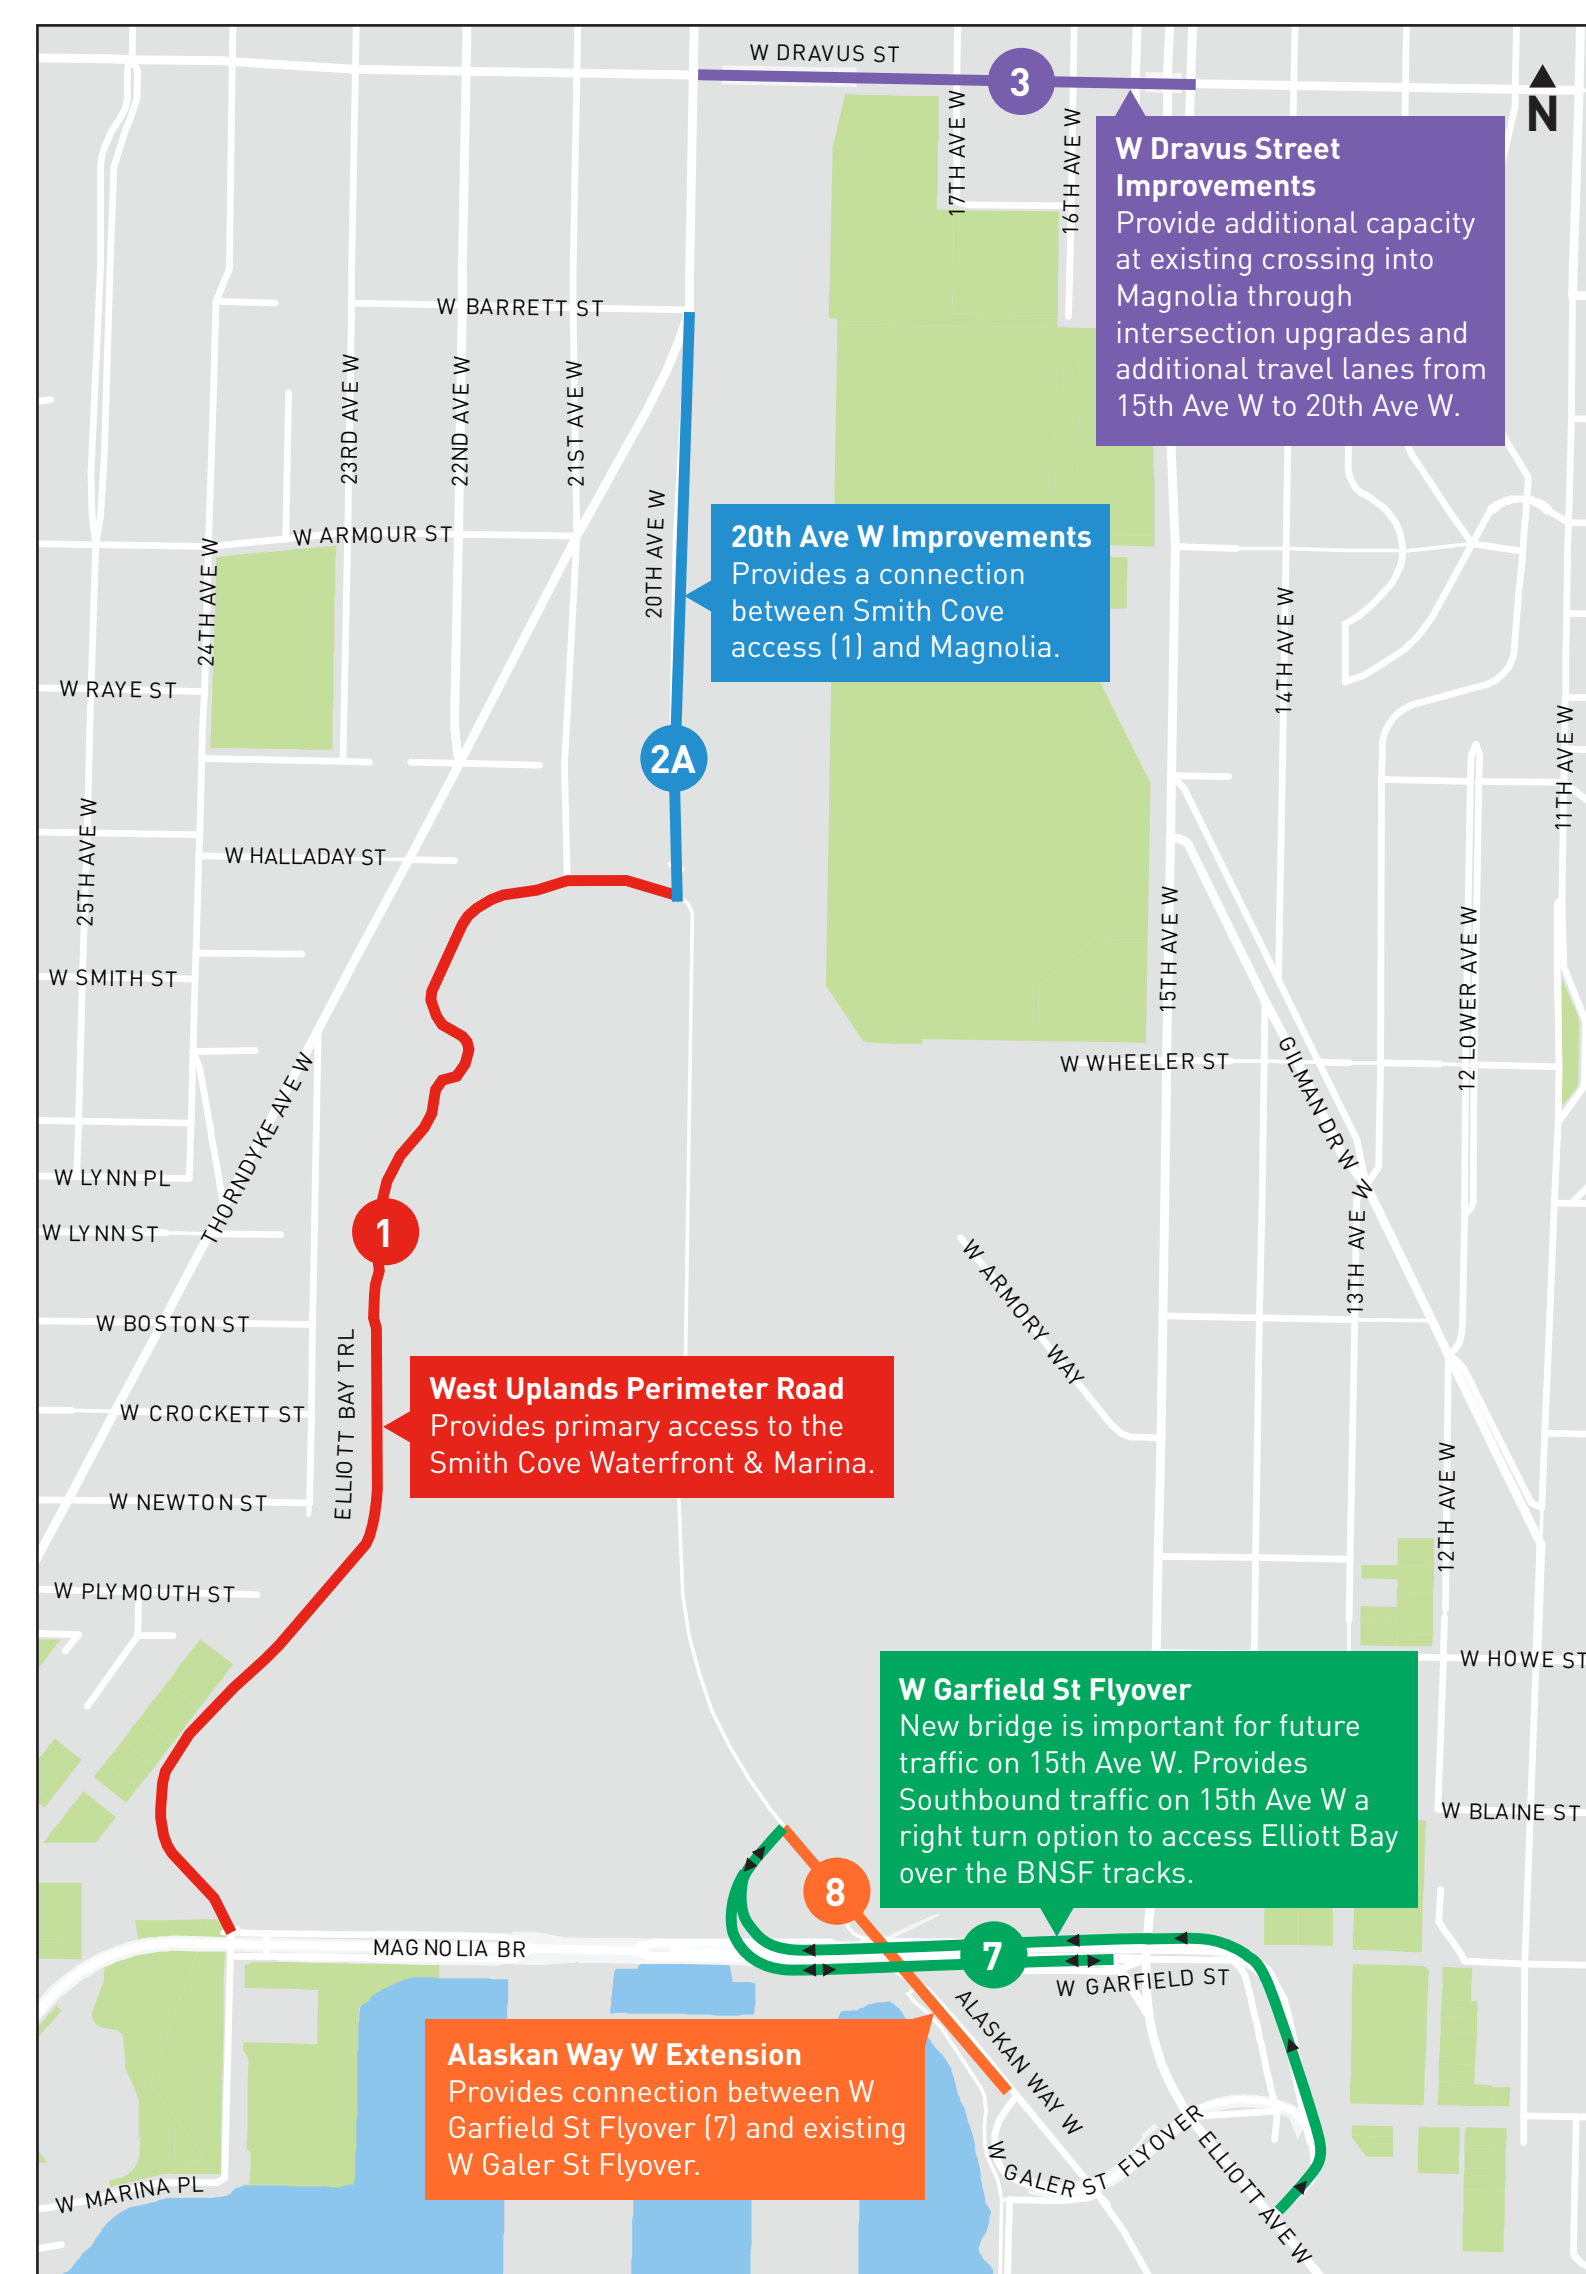 W DRAVUS ST
3
N
17TH AVE W
16TH AVE W
W Dravus Street
Improvements
Provide additional capacity
at existing crossing into
Magnolia through
intersection upgrades and
additional travel lanes from
15th Ave W to 20th Ave W.
W BARRETT ST
23RD AVE W
22ND AVE W
21ST AVE W
20TH AVE W
W ARMOUR ST
24TH AVE W
20th Ave W Improvements
Provides a connection
between Smith Cove
access (1) and Magnolia.
14TH AVE W
W RAYE ST
2A
11TH AVE W
25TH AVE W
W HALLADAY ST
15TH AVE W
12 LOWER AVE W
W SMITH ST
W WHEELER ST
GILMAN DR W
THORNDYKE AVE W
W LYNN PL
W LYNN ST
1
13TH AVE W
W ARMORY WAY
W BOSTON ST
ELLIOTT BAY TRL
West Uplands Perimeter Road
Provides primary access to the
Smith Cove Waterfront & Marina.
W CROCKETT ST
W NEWTON ST
12TH AVE W
W PLYMOUTH ST
W HOWE ST
W Garfield St Flyover
New bridge is important for future
traffic on 15th Ave W. Provides
Southbound traffic on 15th Ave W a
right turn option to access Elliott Bay
over the BNSF tracks.
W BLAINE ST
8
MAGNOLIA BR
7
W GARFIELD ST
ALASKAN WAY W
Alaskan Way W Extension
Provides connection between W
Garfield St Flyover (7) and existing
W Galer St Flyover.
W GALER ST FLYOVER
ELLIOTT AVE W
W MARINA PL